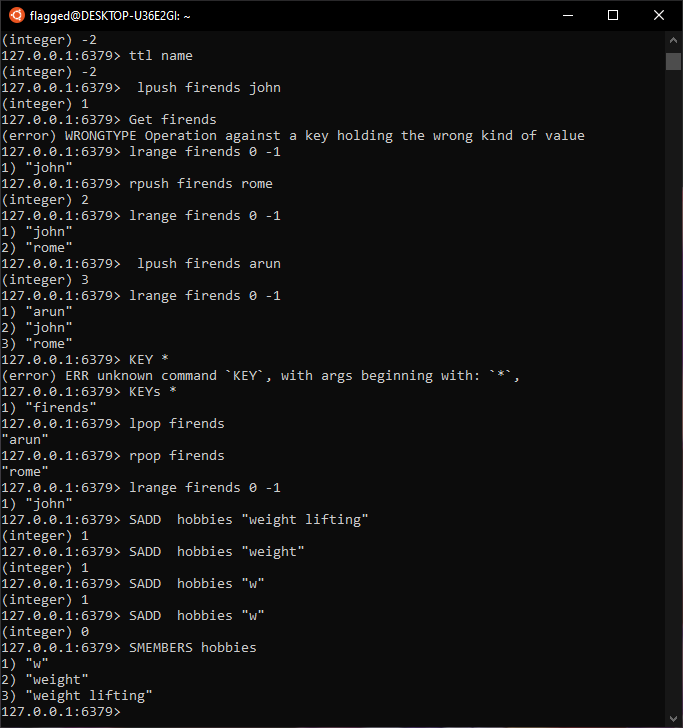 flagged@DESKTOP-U36E2GI: ~
(integer) -2
127.0.0.1:6379> ttl name
(integer) -2
127.0.0.1:6379>  lpush firends john
(integer) 1
127.0.0.1:6379> Get firends
(error) WRONGTYPE Operation against a key holding the wrong kind of value
127.0.0.1:6379> lrange firends 0 -1
1) "john"
127.0.0.1:6379> rpush firends rome
(integer) 2
127.0.0.1:6379> lrange firends 0 -1
1) "john"
2) "rome"
127.0.0.1:6379>  lpush firends arun
(integer) 3
127.0.0.1:6379> lrange firends 0 -1
1) "arun"
2) "john"
3) "rome"
127.0.0.1:6379> KEY *
(error) ERR unknown command `KEY`, with args beginning with: `*`,
127.0.0.1:6379> KEYs *
1) "firends"
127.0.0.1:6379> lpop firends
"arun"
127.0.0.1:6379> rpop firends
"rome"
127.0.0.1:6379> lrange firends 0 -1
1) "john"
127.0.0.1:6379> SADD  hobbies "weight lifting"
(integer) 1
127.0.0.1:6379> SADD  hobbies "weight"
(integer) 1
127.0.0.1:6379> SADD  hobbies "w"
(integer) 1
127.0.0.1:6379> SADD  hobbies "w"
(integer) 0
127.0.0.1:6379> SMEMBERS hobbies
1) "w"
2) "weight"
3) "weight lifting"
127.0.0.1:6379>